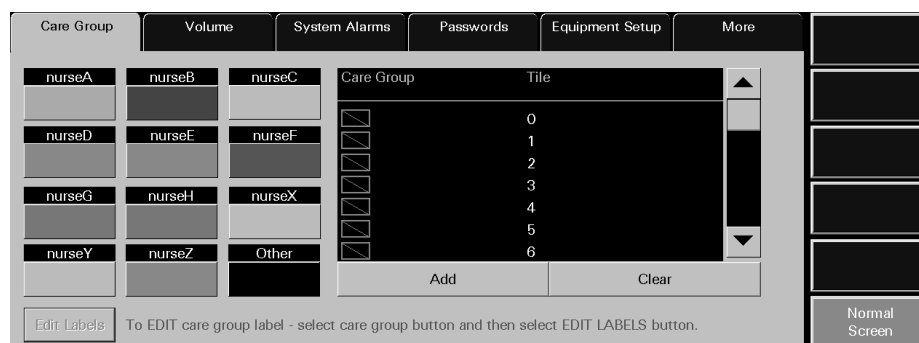 Care Group Volume System Alarms Passwords Equipment Setup More
nurseA nurseB nurseC
nurseD nurseE nurseF
nurseG nurseH nurseX
nurseY nurseZ Other
Care Group Tile
0
1
2
3
4
5
6
Add Clear
Edit Labels To EDIT care group label - select care group button and then select EDIT LABELS button.
Normal
Screen